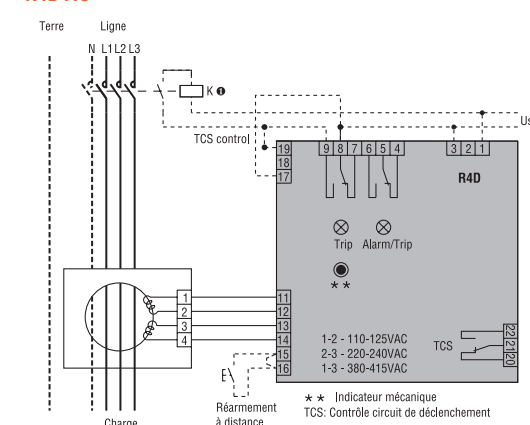 Terre Ligne
N L1 L2 L3
K ❶
Us
TCS control
19 9 8 7 6 5 4 3 2 1
18
17
R4D
Trip Alarm/Trip
**
1 11
2 12
3 13
4 14
15
16
1-2 - 110-125VAC
2-3 - 220-240VAC
1-3 - 380-415VAC
TCS
22
21
20
Réarmement
à distance
** Indicateur mécanique
TCS: Contrôle circuit de déclenchement
Charge